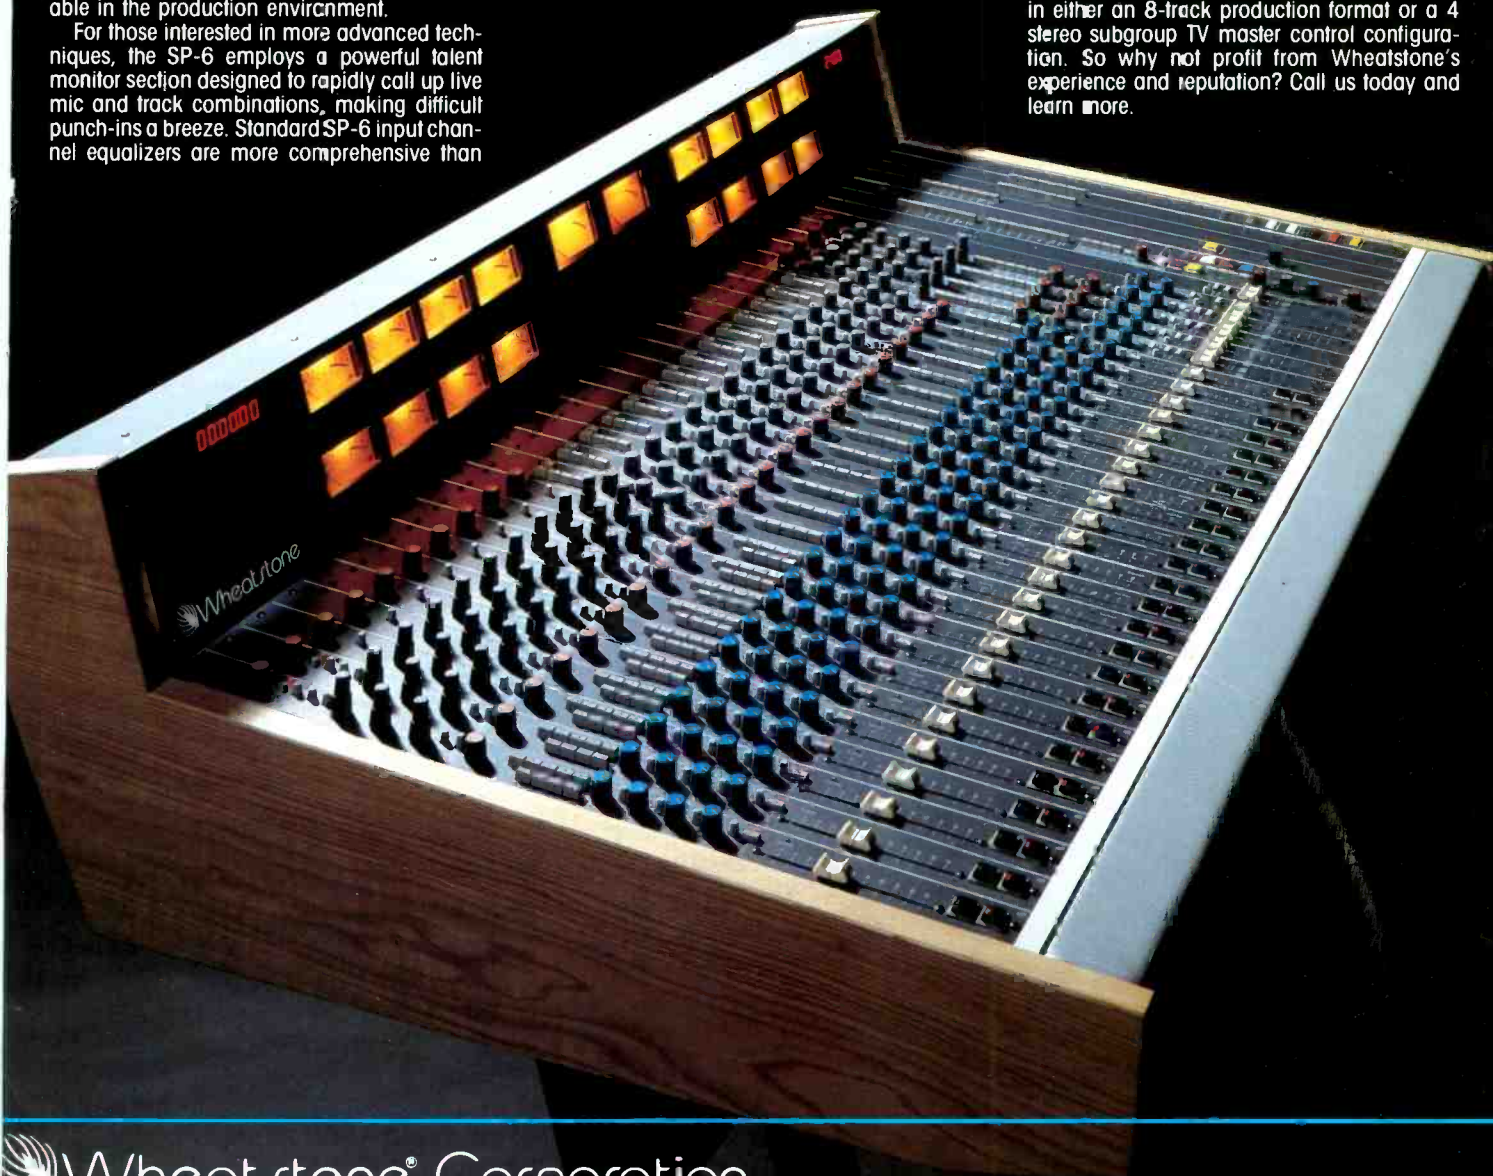 able in the production environment.
For those interested in more advanced tech-
niques, the SP-6 employs a powerful talent
monitor section designed to rapidly call up live
mic and track combinations, making difficult
punch-ins a breeze. Standard SP-6 input chan-
nel equalizers are more comprehensive than
in either an 8-track production format or a 4
stereo subgroup TV master control configura-
tion. So why not profit from Wheatstone's
experience and reputation? Call us today and
learn more.
Wheatstone
Wheatstone® Corporation